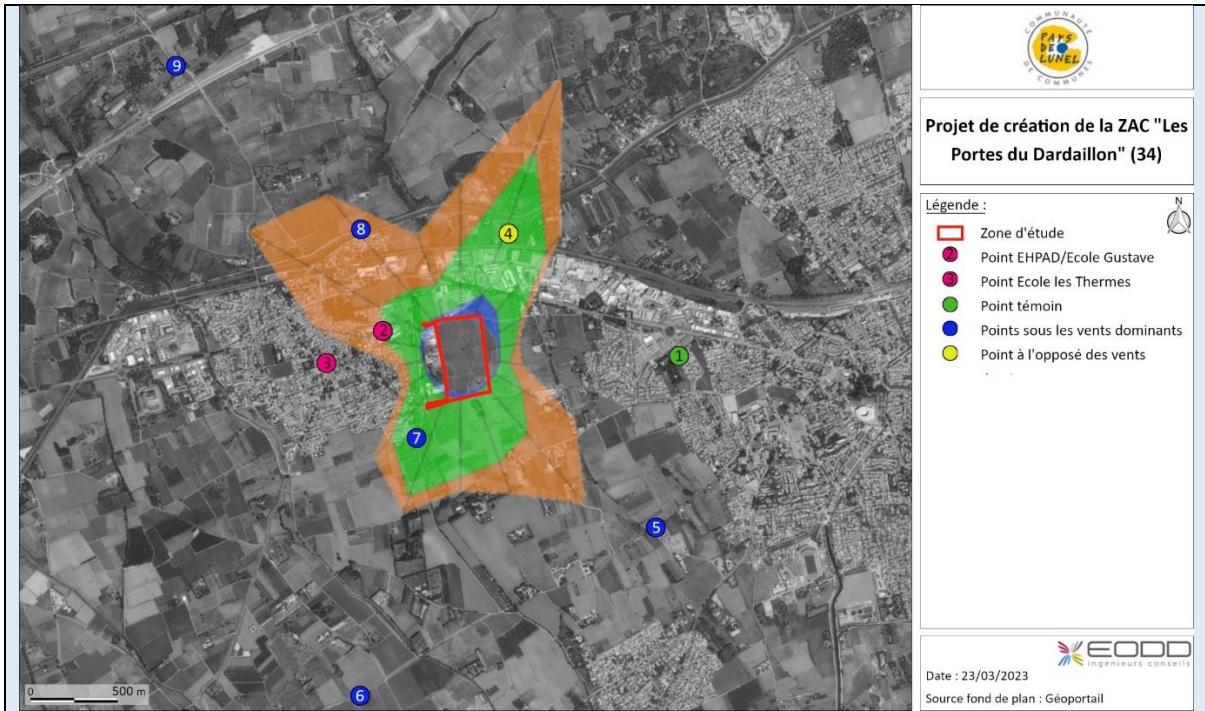 COMMUNAUTÉ
PAYS
DE
LUNEL
DE COMMUNES
Projet de création de la ZAC "Les
Portes du Dardaillon" (34)
Légende :
N
Zone d'étude
2 Point EHPAD/Ecole Gustave
3 Point Ecole les Thermes
Point témoin
Points sous les vents dominants
Point à l'opposé des vents
9
8
4
2
3
1
7
5
6
0 500 m
EODD
ingénieurs conseils
Date : 23/03/2023
Source fond de plan : Géoportail